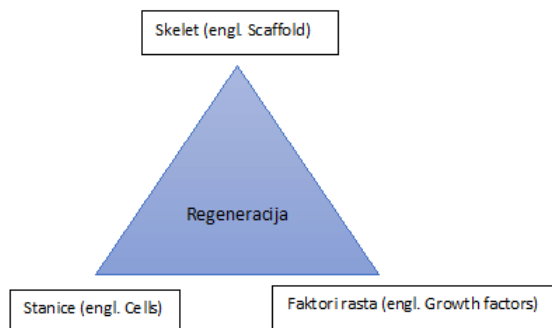 Skelet (engl. Scaffold)
Regeneracija
Stanice (engl. Cells)
Faktori rasta (engl. Growth factors)